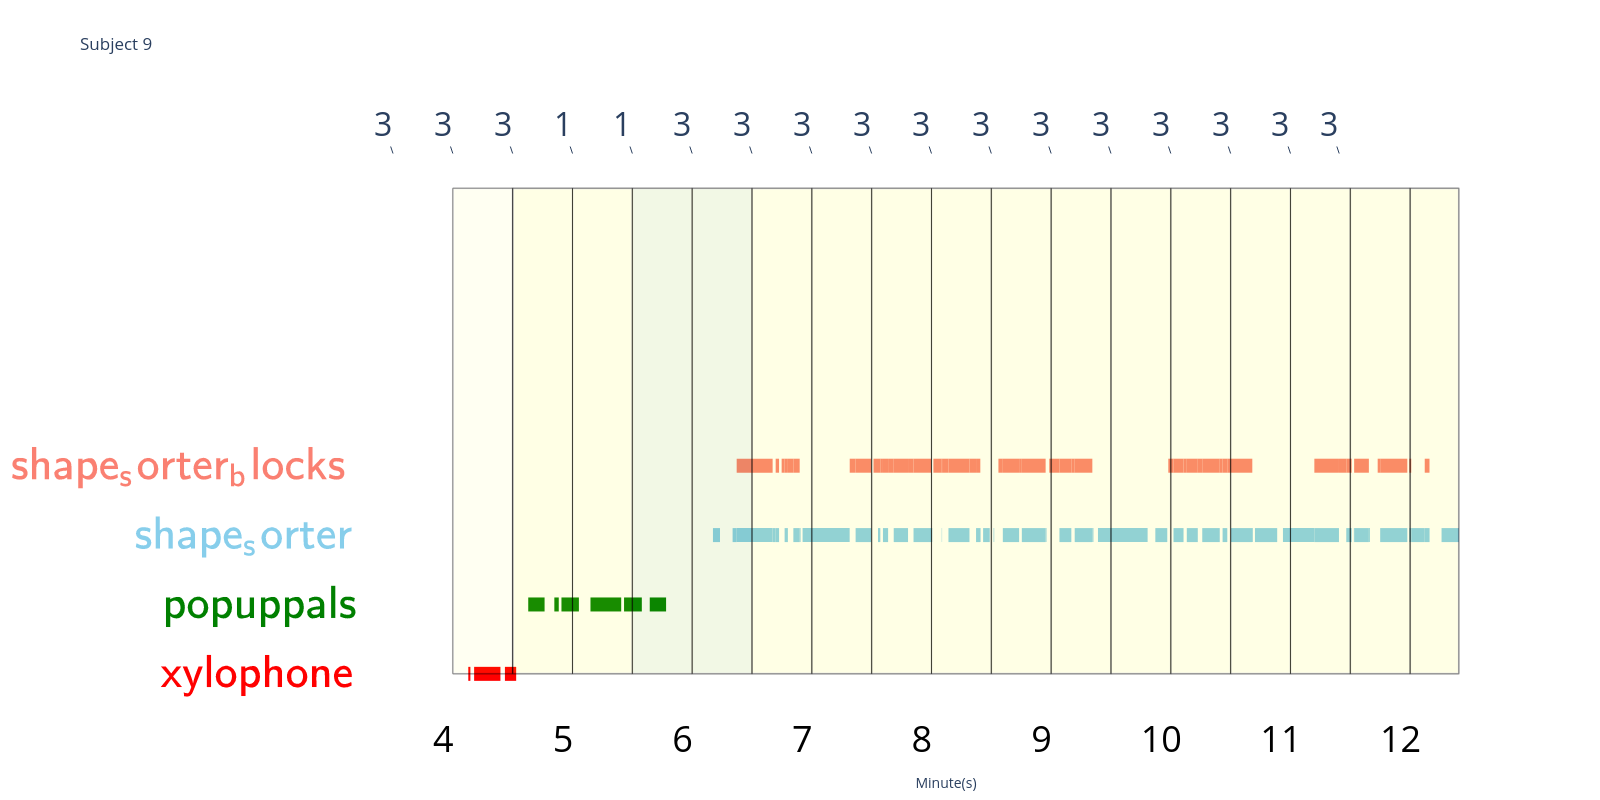 Subject 9
3 3 3 1 1 3 3 3 3 3 3 3 3 3 3 3 3
shapesorterblocks
shapesorter
popuppals
xylophone
4 5 6 7 8 9 10 11 12
Minute(s)